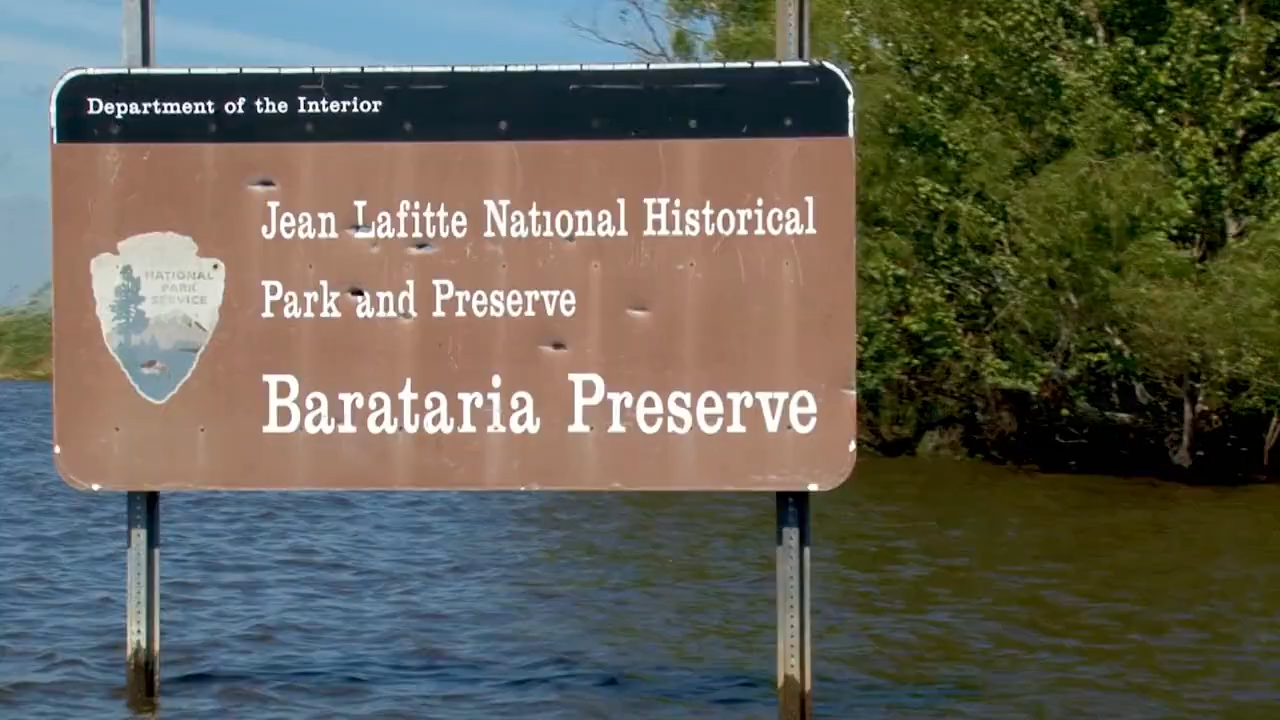 Department of the Interior
Jean Lafitte National Historical
Park and Preserve
Barataria Preserve
NATIONAL
PARK
SERVICE